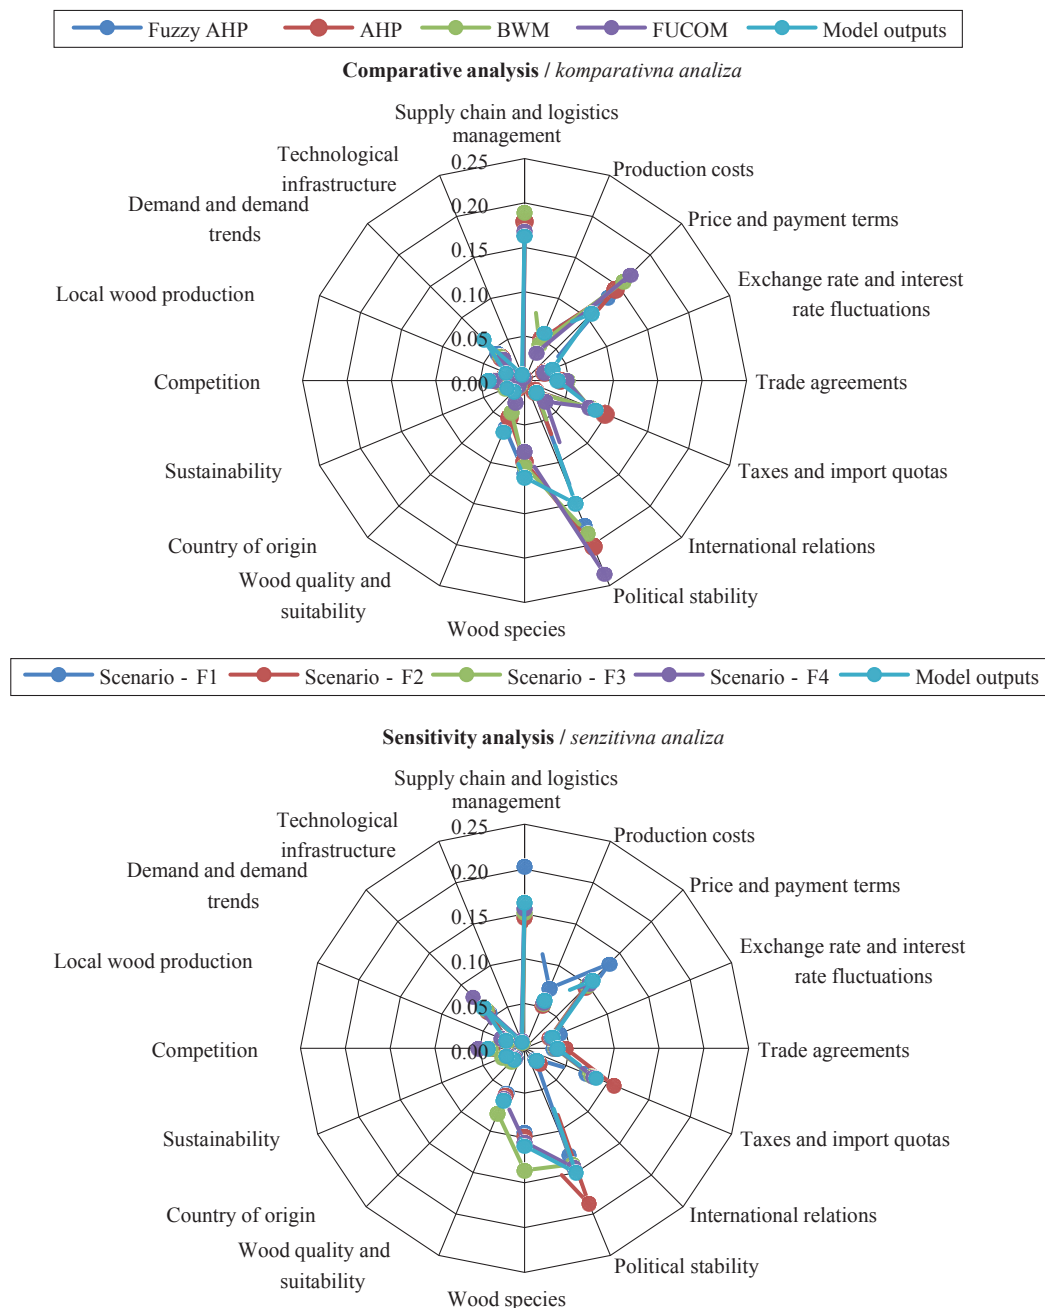 Fuzzy AHP AHP BWM FUCOM Model outputs
Comparative analysis / komparativna analiza
Supply chain and logistics
management
Production costs
Price and payment terms
Exchange rate and interest
rate fluctuations
Trade agreements
Taxes and import quotas
International relations
Political stability
Wood species
Wood quality and
suitability
Country of origin
Sustainability
Competition
Local wood production
Demand and demand
trends
Technological
infrastructure
0.25
0.20
0.15
0.10
0.05
0.00
Scenario - F1 Scenario - F2 Scenario - F3 Scenario - F4 Model outputs
Sensitivity analysis / senzitivna analiza
Supply chain and logistics
management
Production costs
Price and payment terms
Exchange rate and interest
rate fluctuations
Trade agreements
Taxes and import quotas
International relations
Political stability
Wood species
Wood quality and
suitability
Country of origin
Sustainability
Competition
Local wood production
Demand and demand
trends
Technological
infrastructure
0.25
0.20
0.15
0.10
0.05
0.00